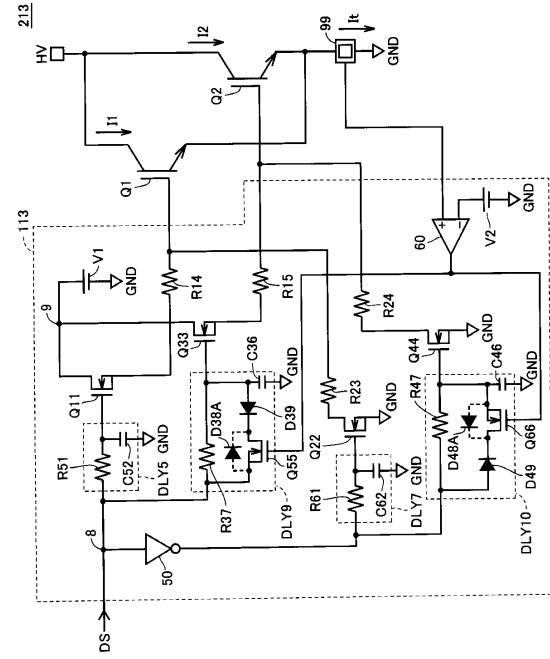 213
113
HV
I1
I2
It
99
GND
Q1
Q2
9
V1
GND
R14
R15
60
+
−
V2
GND
Q11
Q33
R24
R51
C52
GND
DLY5
D38A
C36
GND
D39
Q55
R37
DLY9
R23
Q22
GND
Q44
GND
R47
C46
GND
D48A
Q66
D49
DLY10
R61
C62
GND
DLY7
8
50
DS